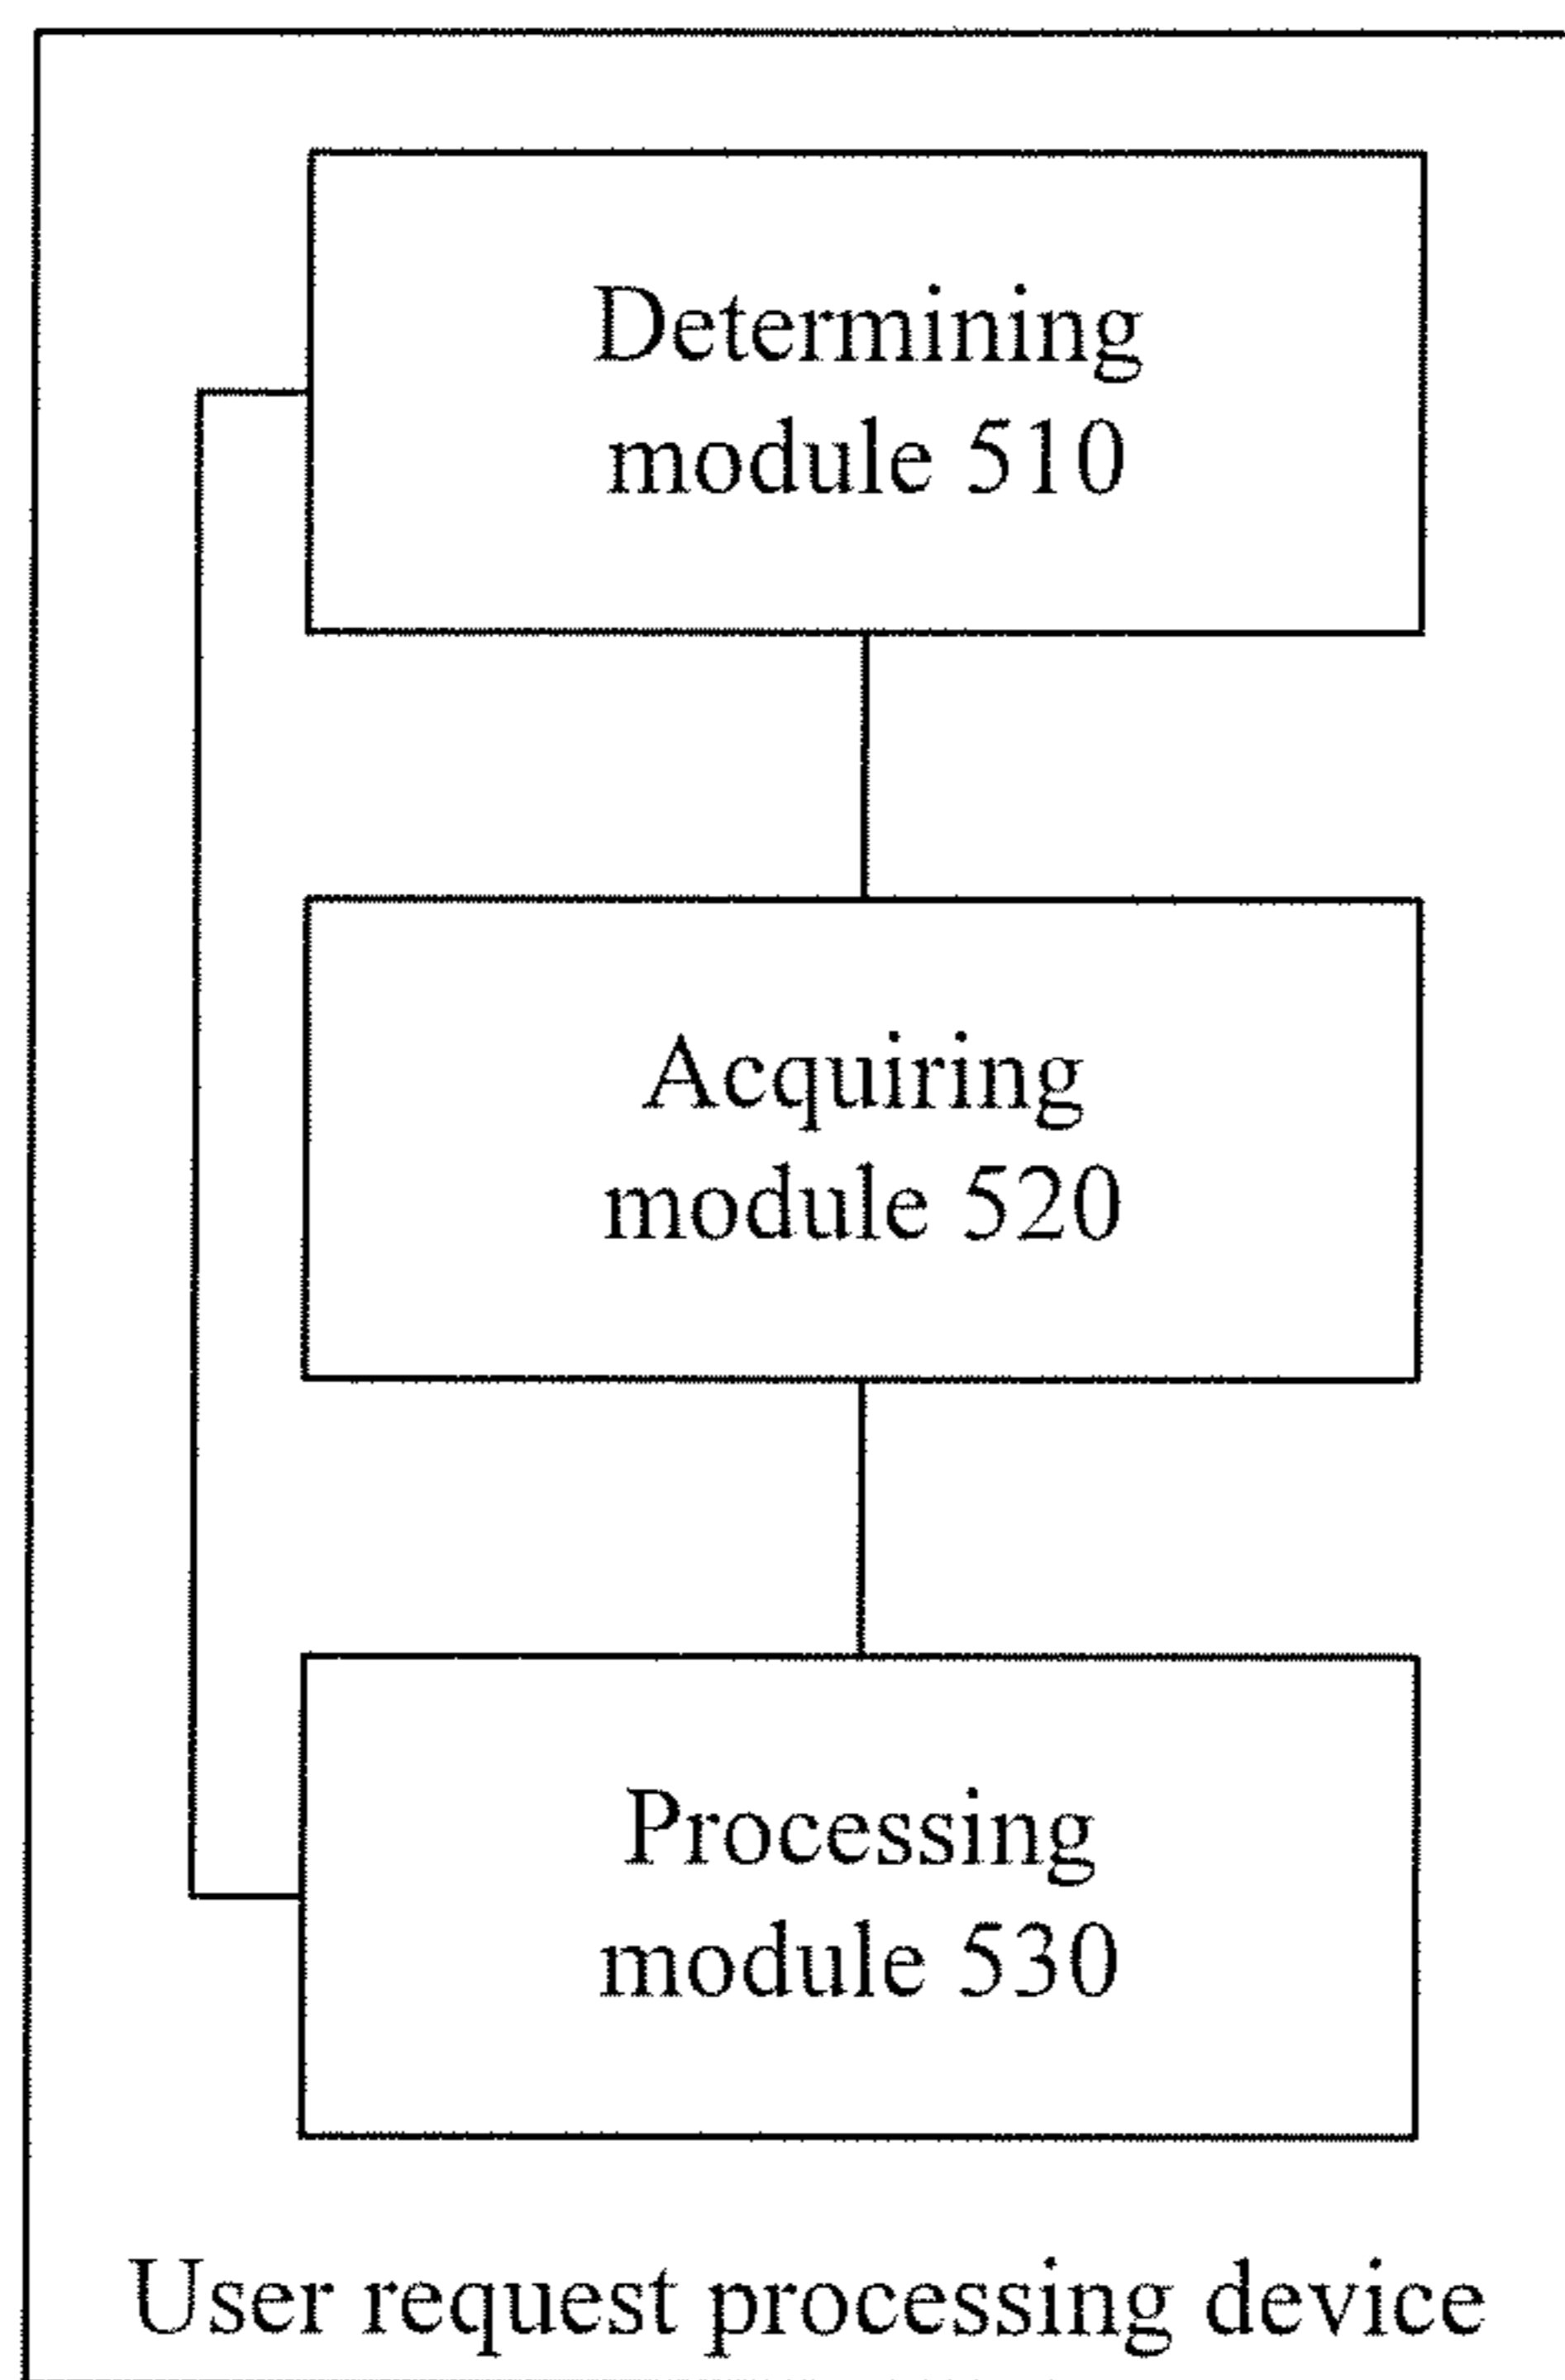 Determining
module 510
Acquiring
module 520
Processing
module 530
User request processing device